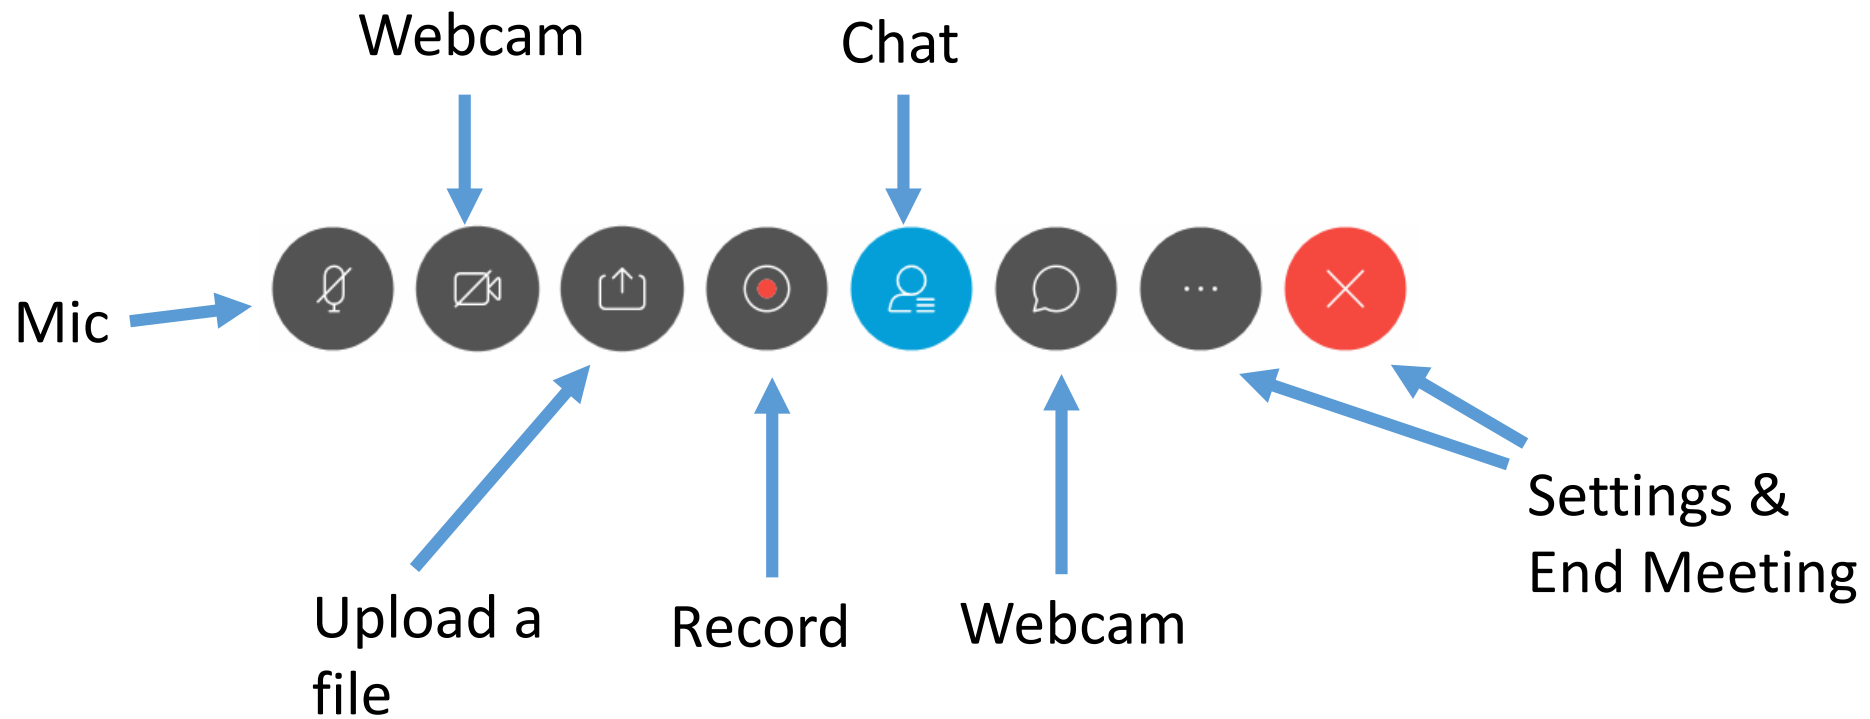 Webcam
Chat
Mic
Upload a
file
Record
Webcam
Settings &
End Meeting